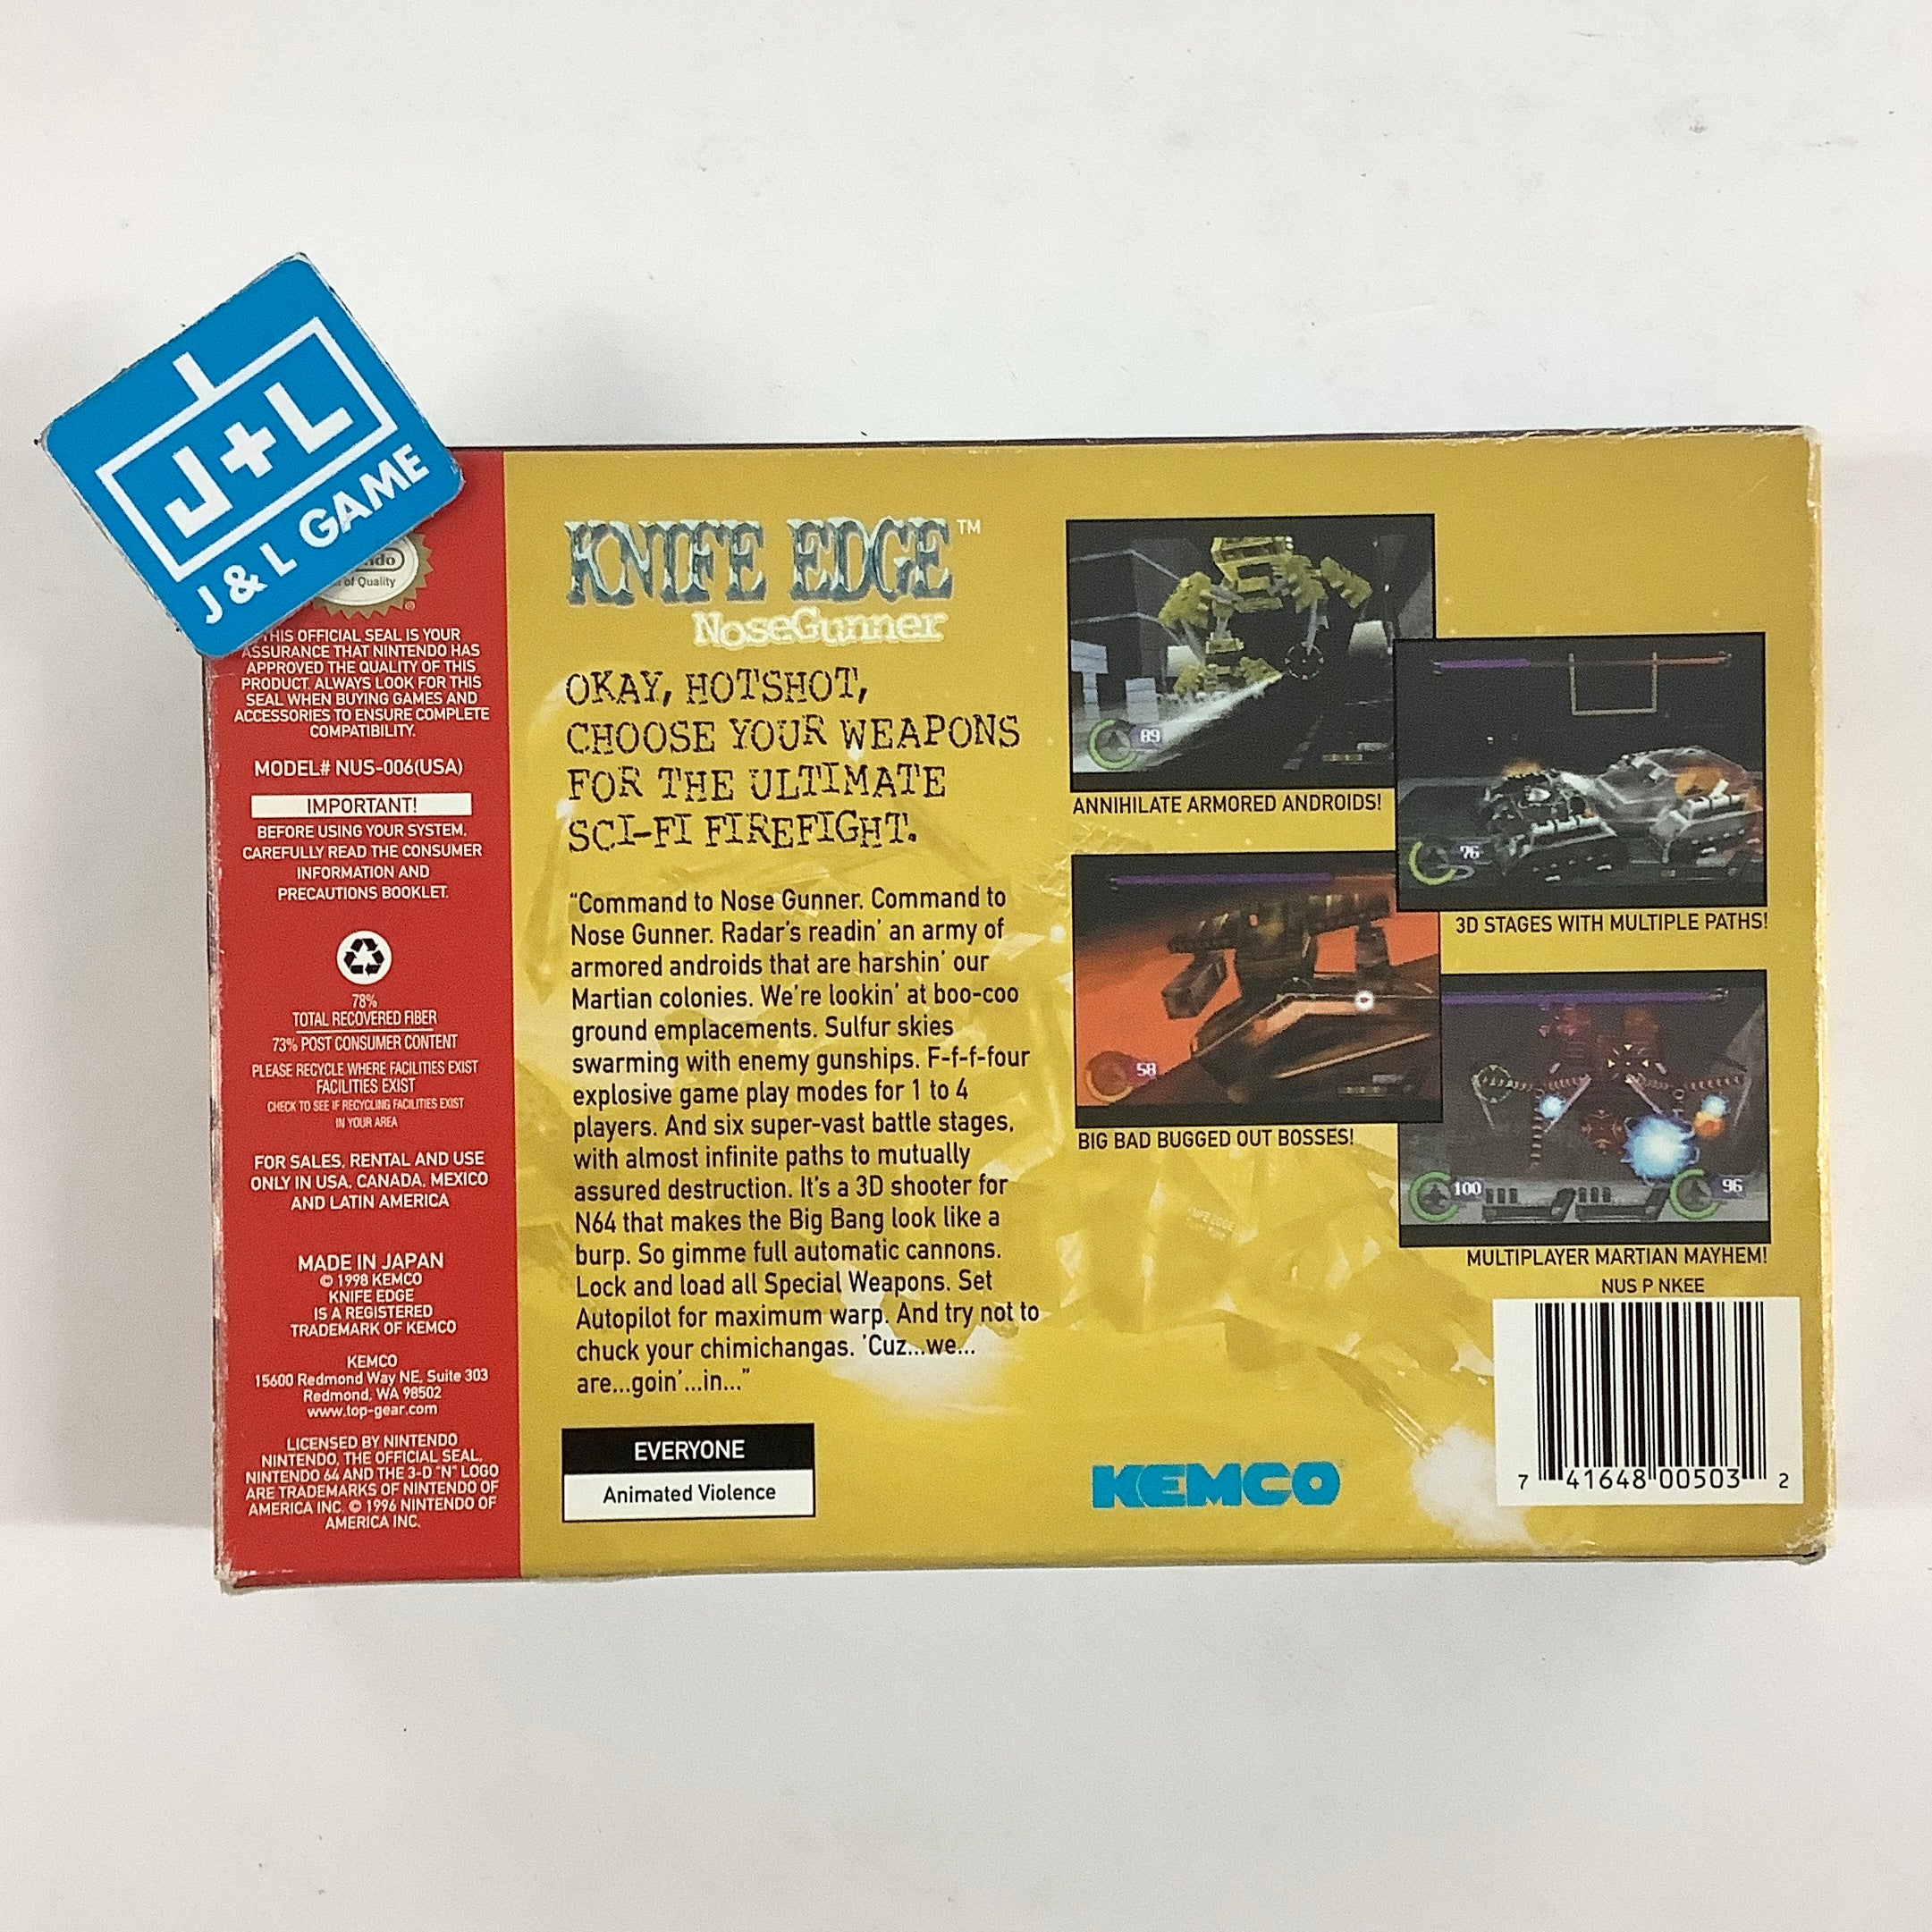 J+L
J & L GAME
of Quality
®
THIS OFFICIAL SEAL IS YOUR
ASSURANCE THAT NINTENDO HAS
APPROVED THE QUALITY OF THIS
PRODUCT. ALWAYS LOOK FOR THIS
SEAL WHEN BUYING GAMES AND
ACCESSORIES TO ENSURE COMPLETE
COMPATIBILITY.
MODEL# NUS-006(USA)
IMPORTANT!
BEFORE USING YOUR SYSTEM,
CAREFULLY READ THE CONSUMER
INFORMATION AND
PRECAUTIONS BOOKLET.
78%
TOTAL RECOVERED FIBER
73% POST CONSUMER CONTENT
PLEASE RECYCLE WHERE FACILITIES EXIST
FACILITIES EXIST
CHECK TO SEE IF RECYCLING FACILITIES EXIST
IN YOUR AREA
FOR SALES, RENTAL AND USE
ONLY IN USA, CANADA, MEXICO
AND LATIN AMERICA
MADE IN JAPAN
© 1998 KEMCO
KNIFE EDGE
IS A REGISTERED
TRADEMARK OF KEMCO
KEMCO
15600 Redmond Way NE, Suite 303
Redmond, WA 98502
www.top-gear.com
LICENSED BY NINTENDO
NINTENDO, THE OFFICIAL SEAL,
NINTENDO 64 AND THE 3-D "N" LOGO
ARE TRADEMARKS OF NINTENDO OF
AMERICA INC. © 1996 NINTENDO OF
AMERICA INC.
KNIFE EDGE™
NoseGunner
OKAY, HOTSHOT,
CHOOSE YOUR WEAPONS
FOR THE ULTIMATE
SCI-FI FIREFIGHT.
“Command to Nose Gunner. Command to
Nose Gunner. Radar’s readin’ an army of
armored androids that are harshin’ our
Martian colonies. We’re lookin’ at boo-coo
ground emplacements. Sulfur skies
swarming with enemy gunships. F-f-f-four
explosive game play modes for 1 to 4
players. And six super-vast battle stages,
with almost infinite paths to mutually
assured destruction. It’s a 3D shooter for
N64 that makes the Big Bang look like a
burp. So gimme full automatic cannons.
Lock and load all Special Weapons. Set
Autopilot for maximum warp. And try not to
chuck your chimichangas. ’Cuz...we...
are...goin’...in...”
EVERYONE
Animated Violence
89
ANNIHILATE ARMORED ANDROIDS!
76
3D STAGES WITH MULTIPLE PATHS!
58
BIG BAD BUGGED OUT BOSSES!
100
96
MULTIPLAYER MARTIAN MAYHEM!
NUS P NKEE
KEMCO
7 41648 00503 2